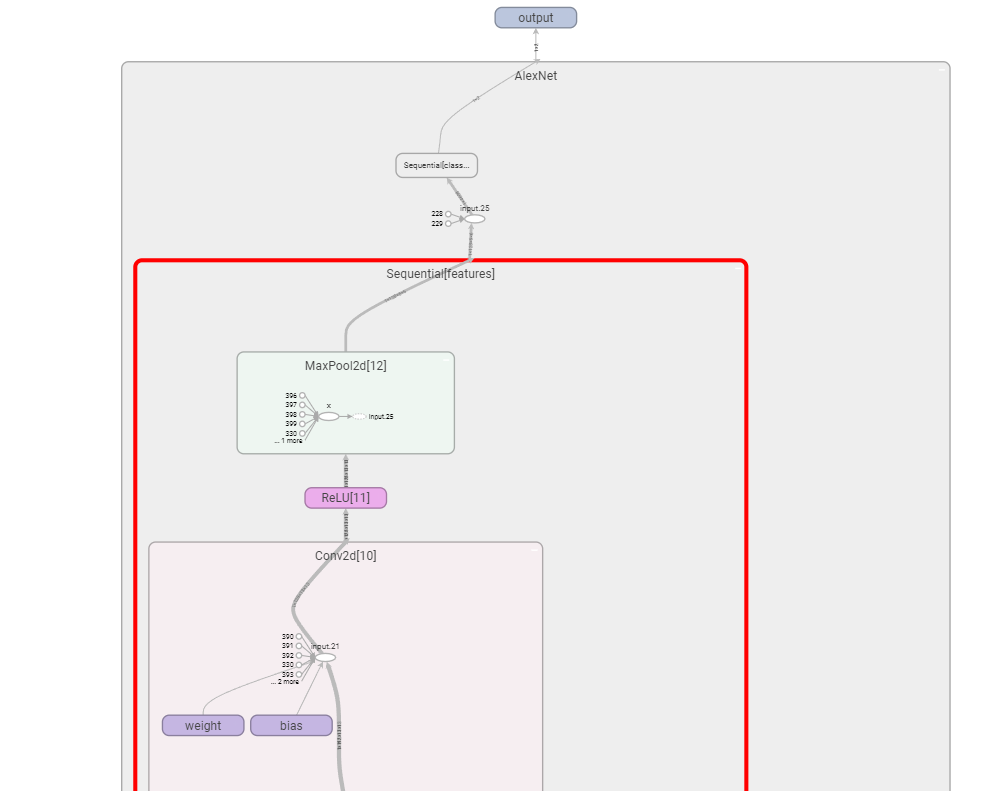 output
AlexNet
Sequential[class...
input.25
228
229
Sequential[features]
MaxPool2d[12]
396
397
398
399
330
... 1 more
x
input.25
ReLU[11]
Conv2d[10]
input.21
390
391
392
330
393
... 2 more
weight
bias